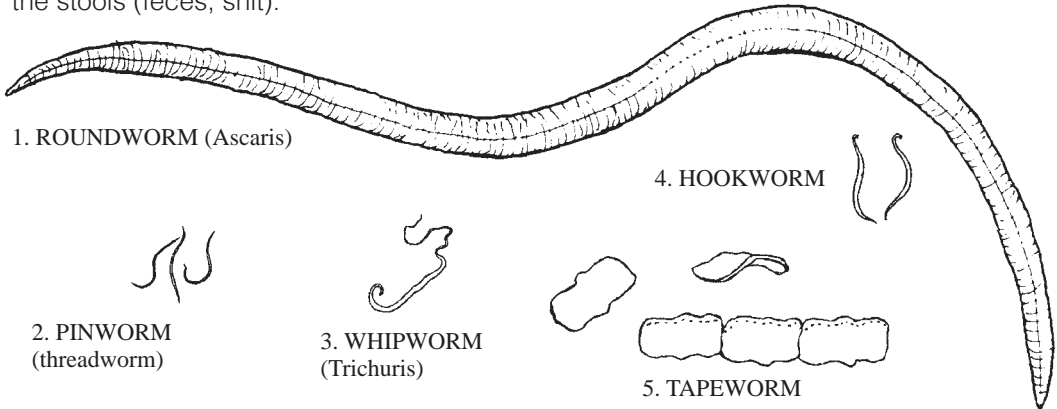 the stools (feces, shit).
1. ROUNDWORM (Ascaris)
4. HOOKWORM
2. PINWORM
(threadworm)
3. WHIPWORM
(Trichuris)
5. TAPEWORM